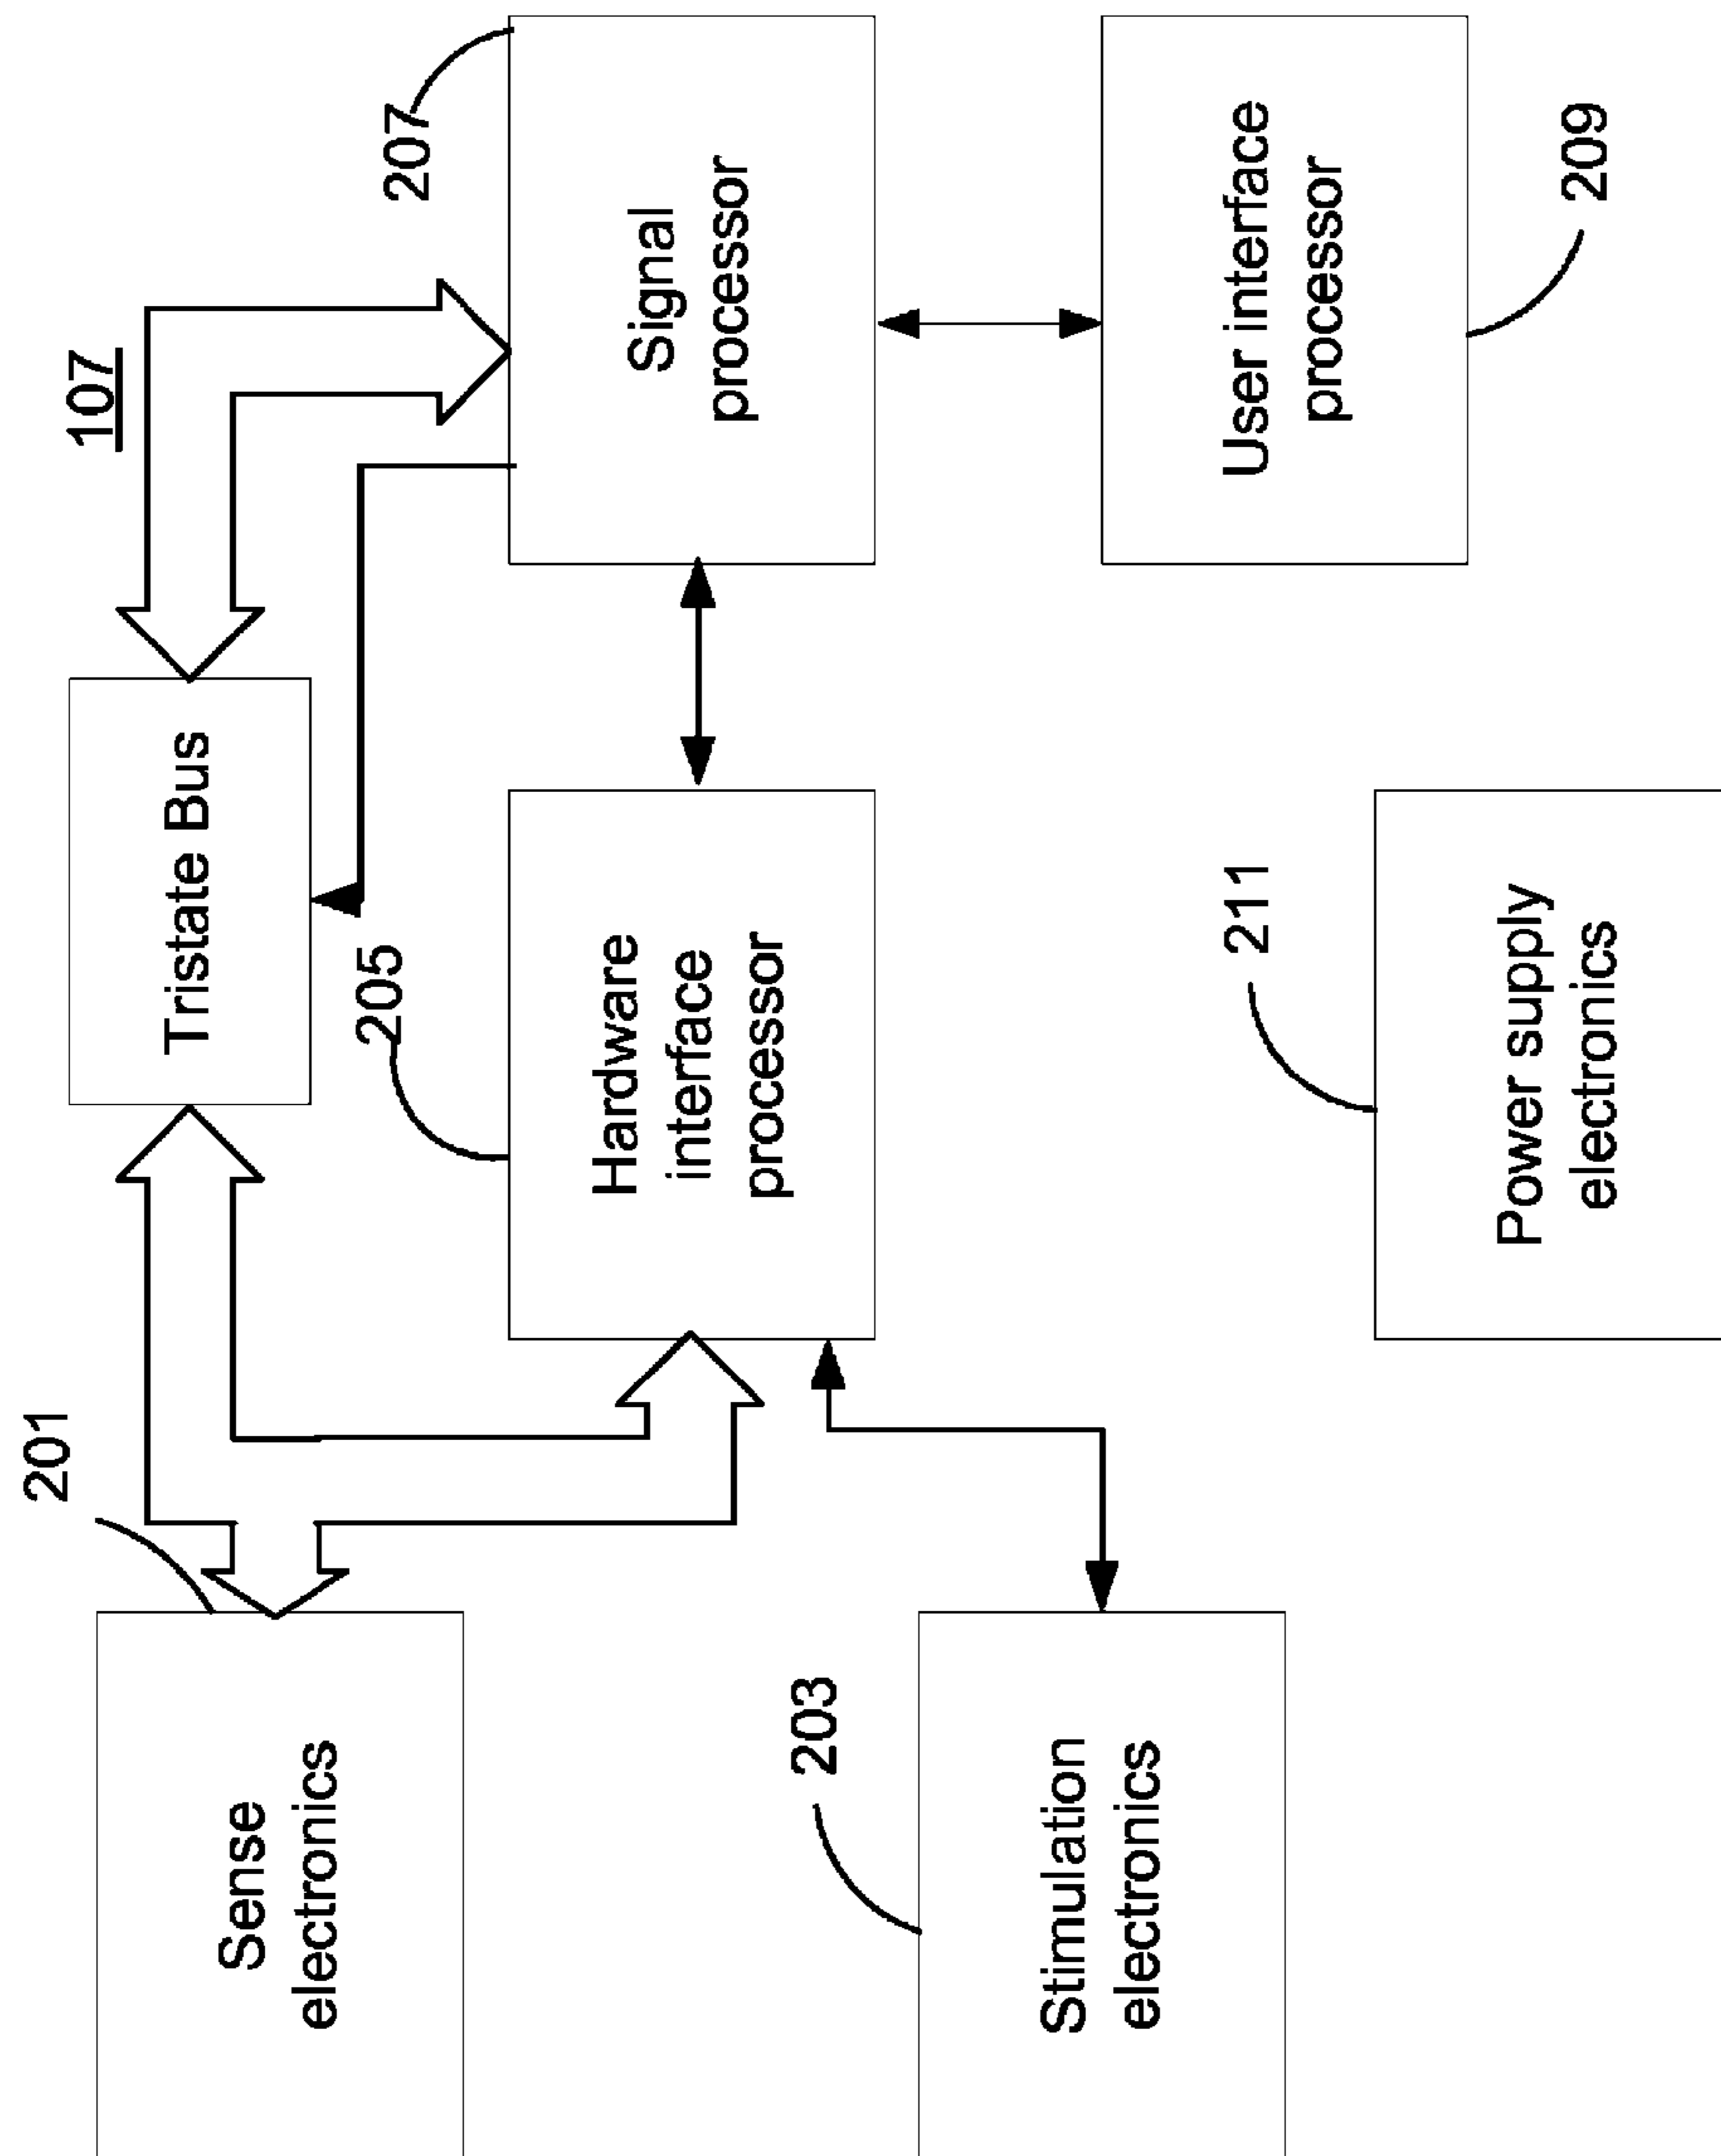 107
201
Sense
electronics
Tristate Bus
205
Hardware
interface
processor
207
Signal
processor
203
Stimulation
electronics
211
Power supply
electronics
User interface
processor
209